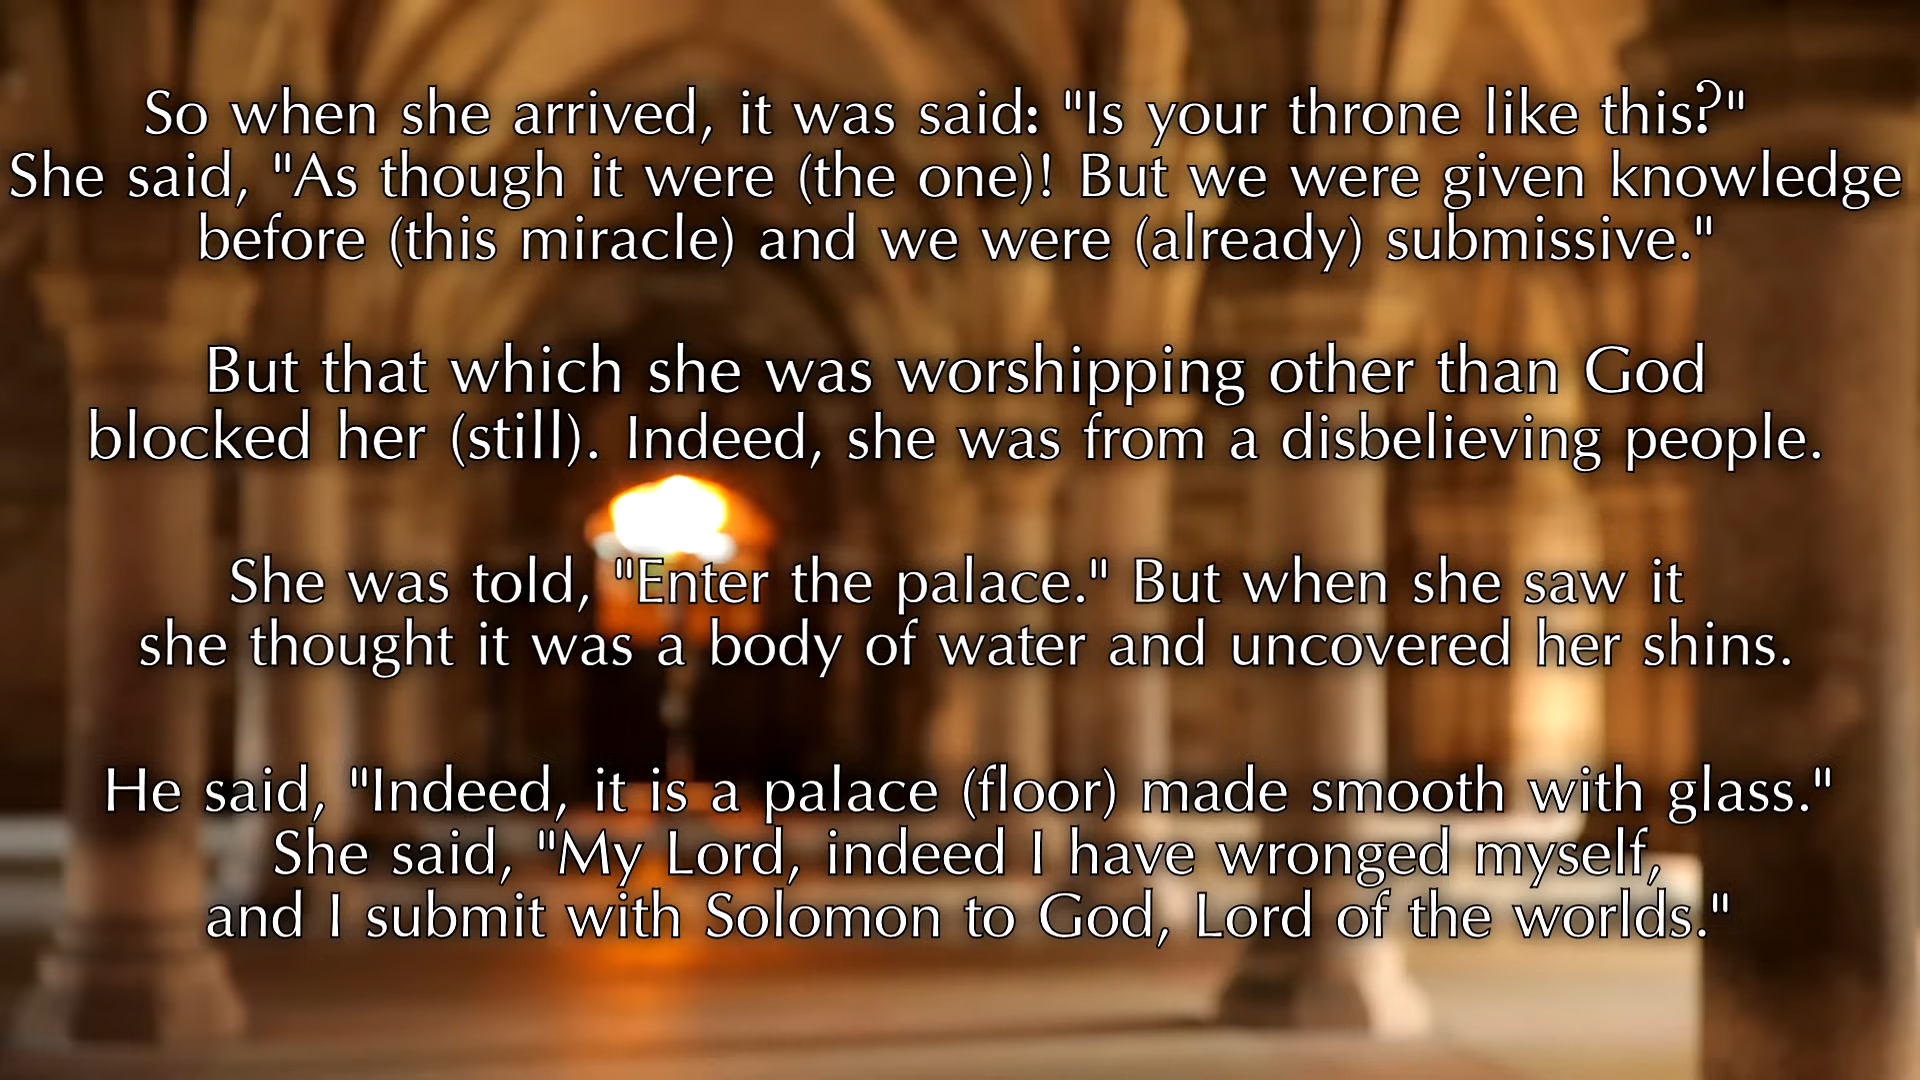 So when she arrived, it was said: "Is your throne like this?"
She said, "As though it were (the one)! But we were given knowledge
before (this miracle) and we were (already) submissive."
But that which she was worshipping other than God
blocked her (still). Indeed, she was from a disbelieving people.
She was told, "Enter the palace." But when she saw it
she thought it was a body of water and uncovered her shins.
He said, "Indeed, it is a palace (floor) made smooth with glass."
She said, "My Lord, indeed I have wronged myself,
and I submit with Solomon to God, Lord of the worlds."